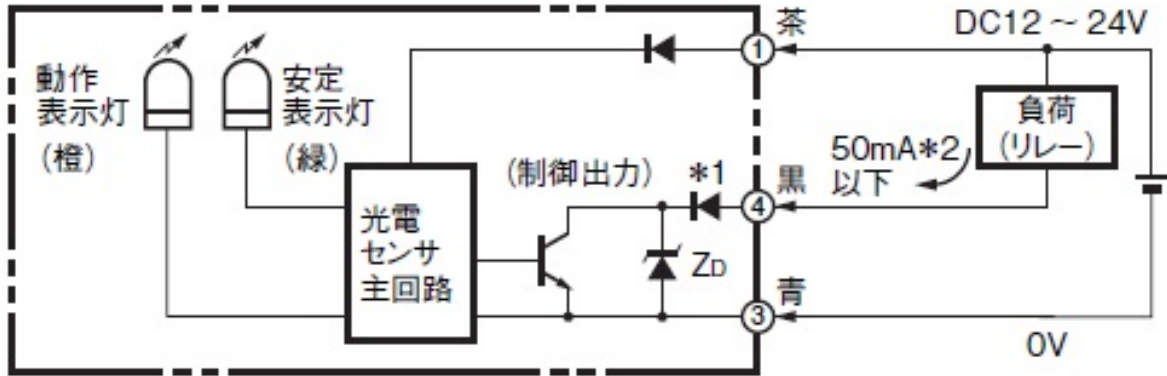 動作
表示灯
(橙)
安定
表示灯
(緑)
光電
センサ
主回路
(制御出力)
*1
ZD
1
茶
DC12 ～ 24V
負荷
(リレー)
50mA*2
以下
4
黒
3
青
0V